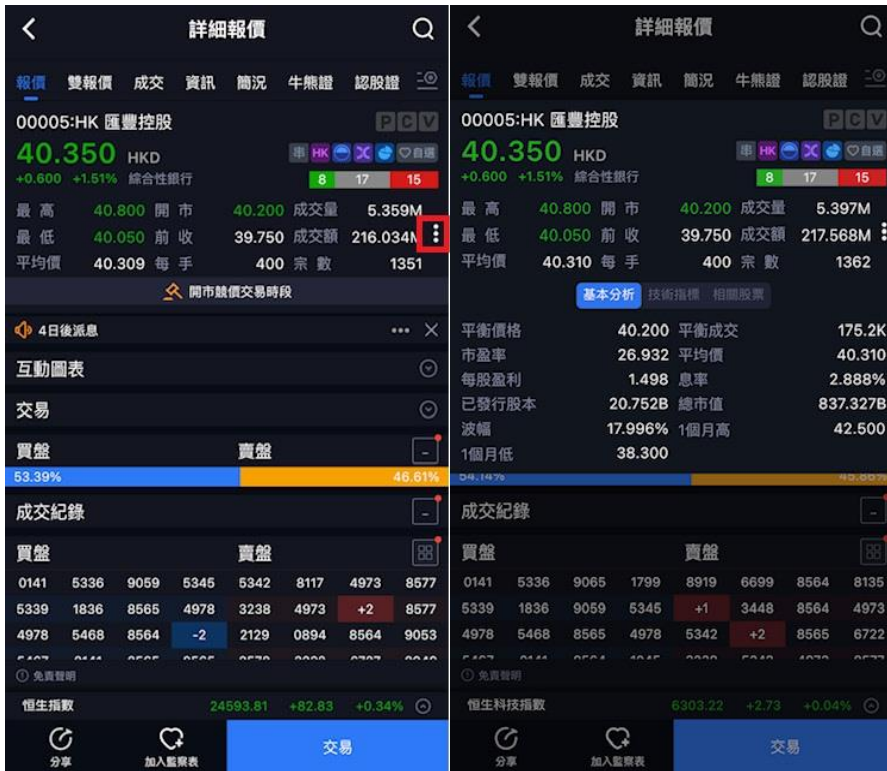 詳細報價
報價 雙報價 成交 資訊 簡況 牛熊證 認股證
00005:HK 匯豐控股 P C V
40.350 HKD 串 HK 自選
+0.600 +1.51% 綜合性銀行 8 17 15
最 高 40.800 開 市 40.200 成交量 5.359M
最 低 40.050 前 收 39.750 成交額 216.034M
平均價 40.309 每 手 400 宗 數 1351
開市競價交易時段
4日後派息
互動圖表
交易
買盤 賣盤
53.39% 46.61%
成交紀錄
買盤 賣盤
0141 5336 9059 5345 5342 8117 4973 8577
5339 1836 8565 4978 3238 4973 +2 8577
4978 5468 8564 -2 2129 0894 8564 9053
免責聲明
恒生指數 24593.81 +82.83 +0.34%
分享 加入監察表 交易
詳細報價
報價 雙報價 成交 資訊 簡況 牛熊證 認股證
00005:HK 匯豐控股 P C V
40.350 HKD 串 HK 自選
+0.600 +1.51% 綜合性銀行 8 17 15
最 高 40.800 開 市 40.200 成交量 5.397M
最 低 40.050 前 收 39.750 成交額 217.568M
平均價 40.310 每 手 400 宗 數 1362
基本分析 技術指標 相關股票
平衡價格 40.200 平衡成交 175.2K
市盈率 26.932 平均價 40.310
每股盈利 1.498 息率 2.888%
已發行股本 20.752B 總市值 837.327B
波幅 17.996% 1個月高 42.500
1個月低 38.300
54.14% 45.86%
成交紀錄
買盤 賣盤
0141 5336 9065 1799 8919 6699 8564 8135
5339 1836 9059 5345 +1 3448 8564 4973
4978 5468 8565 4978 5342 +2 8565 6722
免責聲明
恒生科技指數 6303.22 +2.73 +0.04%
分享 加入監察表 交易